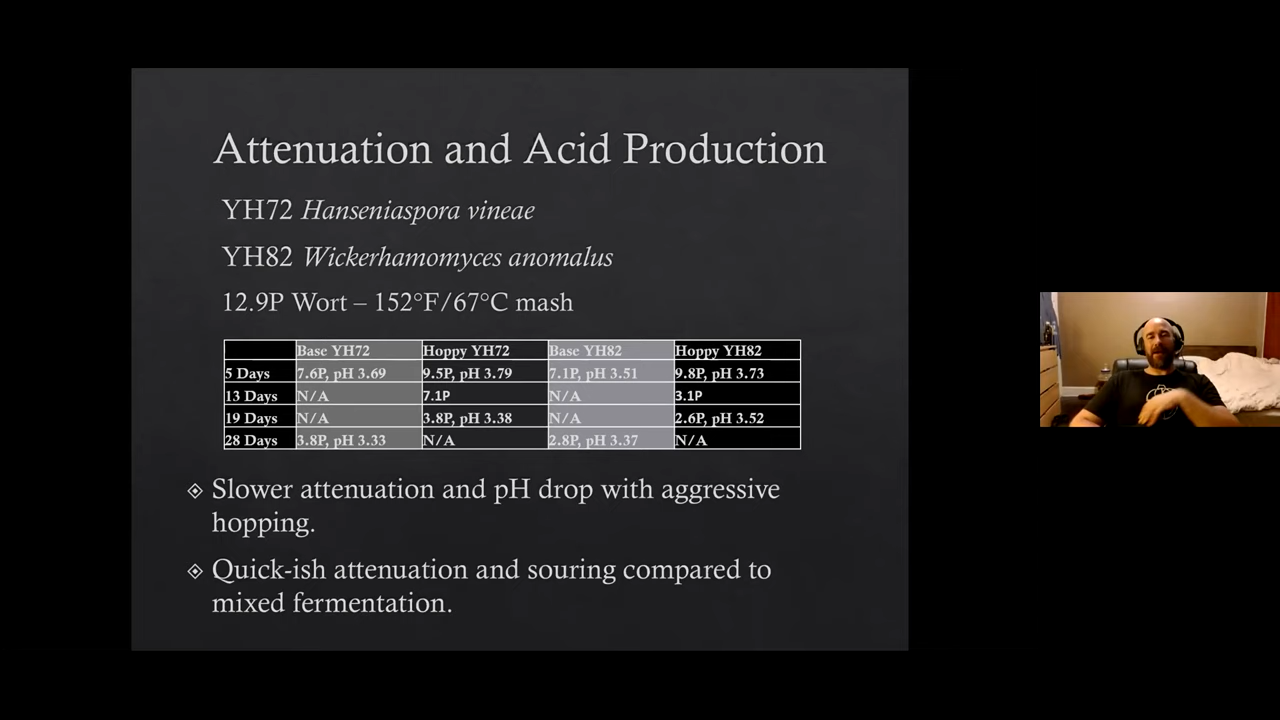 Attenuation and Acid Production
YH72 Hanseniaspora vineae
YH82 Wickerhamomyces anomalus
12.9P Wort – 152°F/67°C mash
Base YH72 Hoppy YH72 Base YH82 Hoppy YH82
5 Days 7.6P, pH 3.69 9.5P, pH 3.79 7.1P, pH 3.51 9.8P, pH 3.73
13 Days N/A 7.1P N/A 3.1P
19 Days N/A 3.8P, pH 3.38 N/A 2.6P, pH 3.52
28 Days 3.8P, pH 3.33 N/A 2.8P, pH 3.37 N/A
Slower attenuation and pH drop with aggressive
hopping.
Quick-ish attenuation and souring compared to
mixed fermentation.